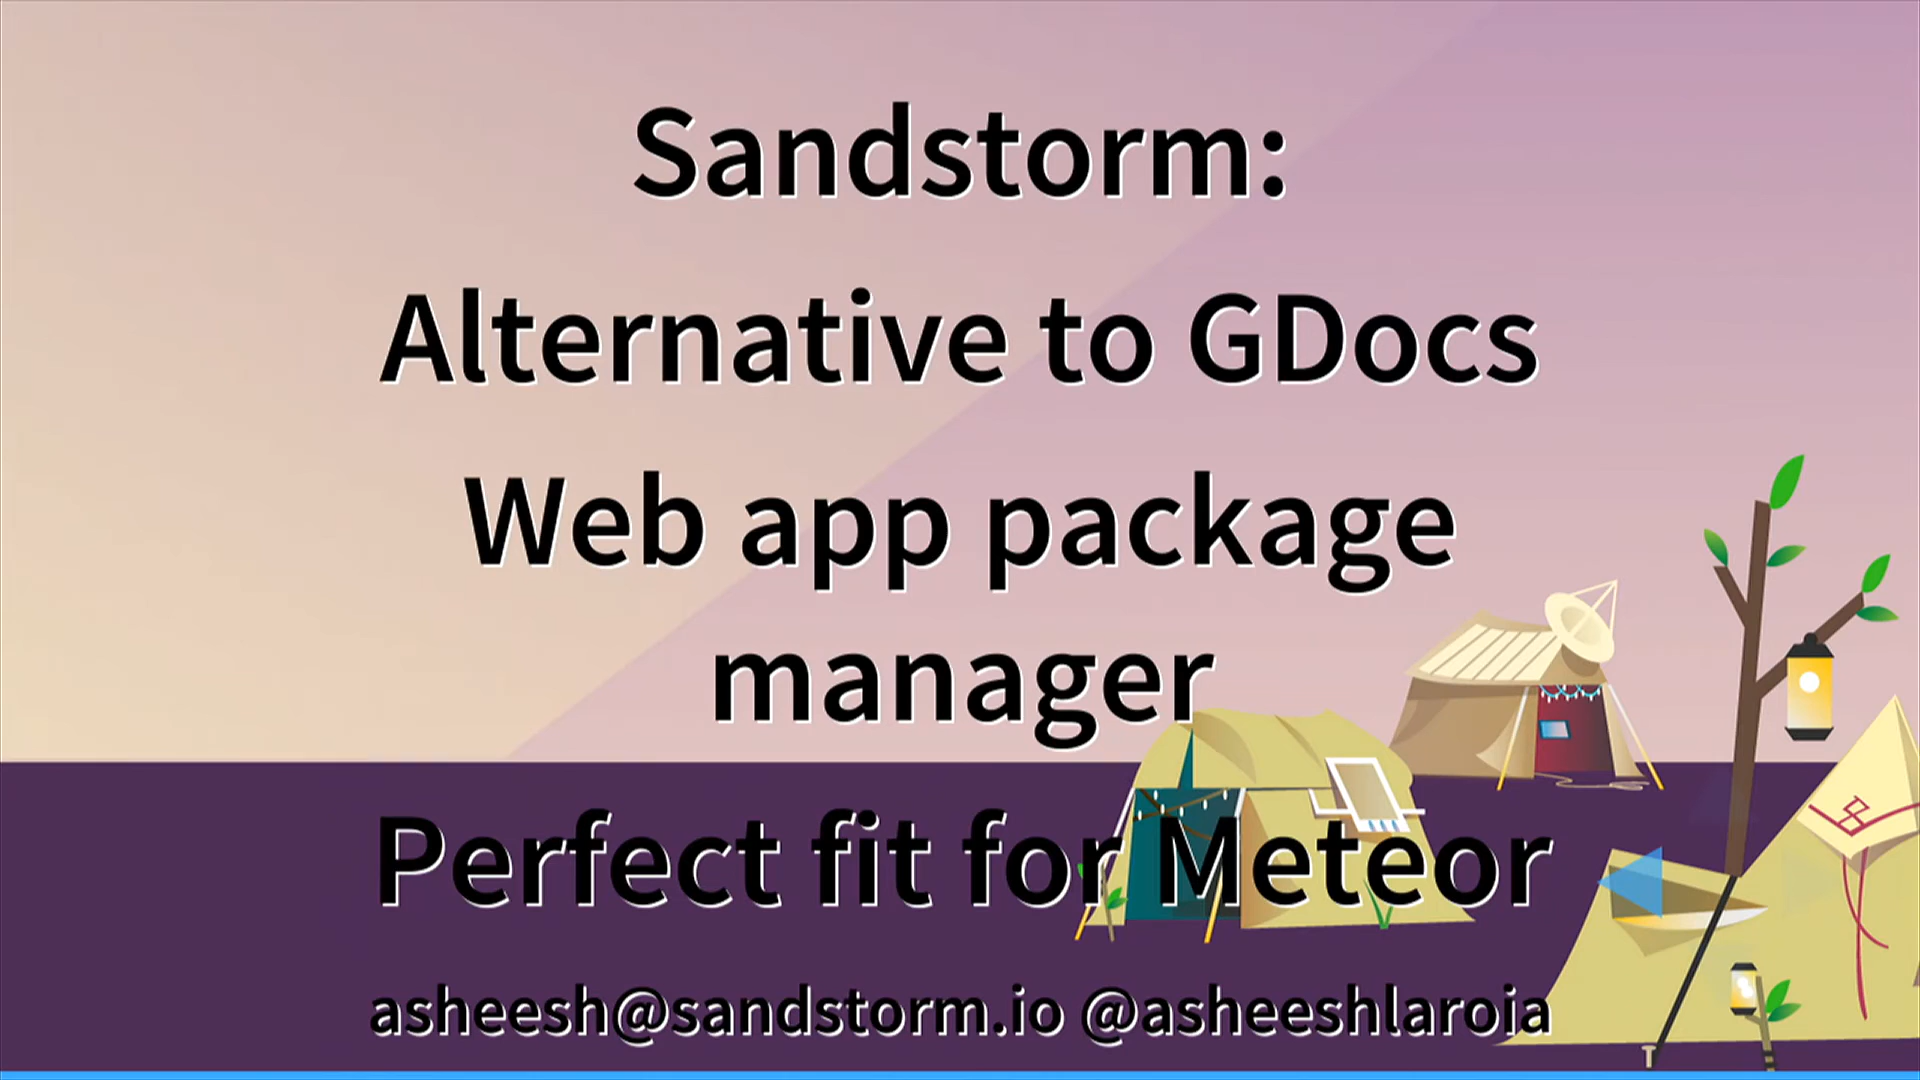 Sandstorm:
Alternative to GDocs
Web app package
manager
Perfect fit for Meteor
asheesh@sandstorm.io @asheeshlaroia